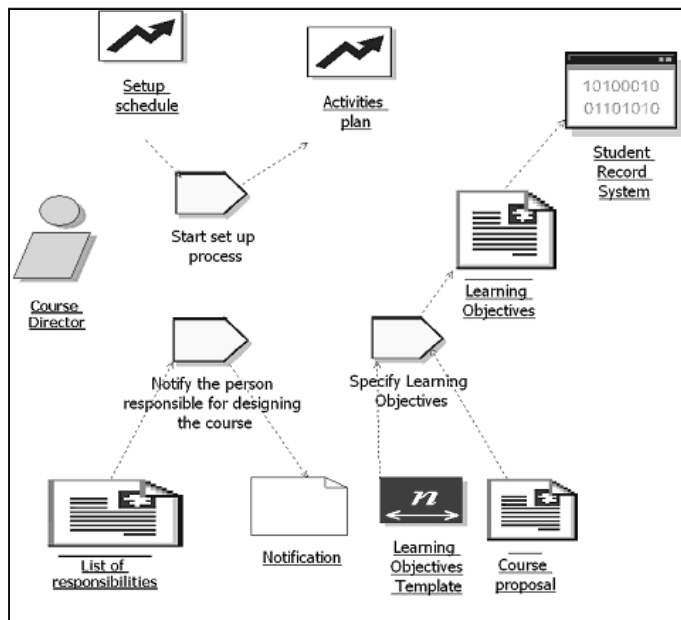 Setup
schedule
Activities
plan
10100010
01101010
Student
Record
System
Start set up
process
Learning
Objectives
Course
Director
Notify the person
responsible for designing
the course
Specify Learning
Objectives
n
List of
responsibilities
Notification
Learning
Objectives
Template
Course
proposal